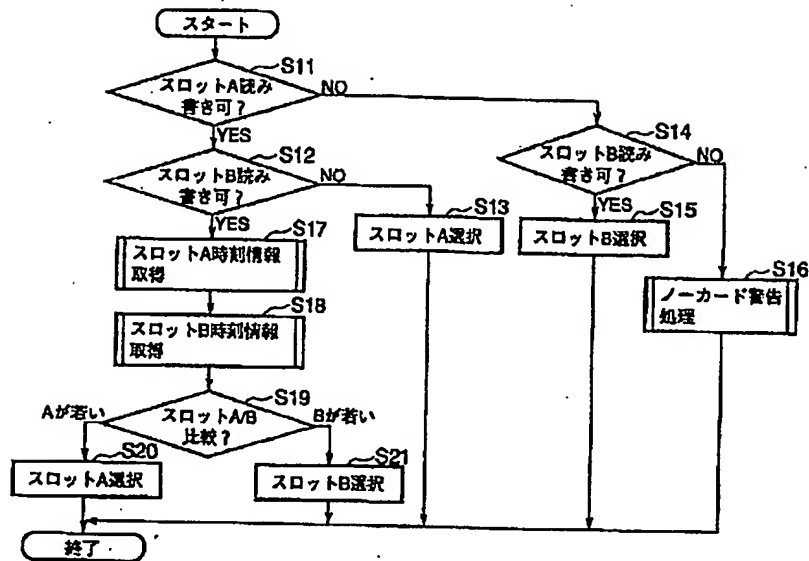 スタート
S11
スロットA読み
書き可?
NO
YES
S12
スロットB読み
書き可?
NO
YES
S14
スロットB読み
書き可?
NO
YES
S13
スロットA選択
S15
スロットB選択
S16
ノーカード警告
処理
S17
スロットA時刻情報
取得
S18
スロットB時刻情報
取得
S19
Aが若い
スロットA/B
比較?
Bが若い
S20
スロットA選択
S21
スロットB選択
終了